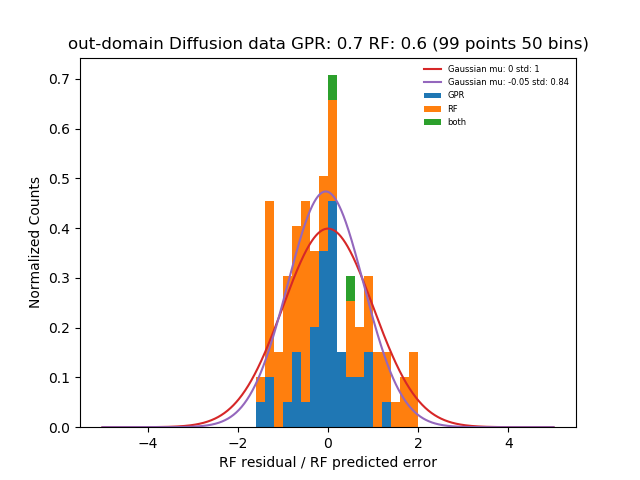 out-domain Diffusion data GPR: 0.7 RF: 0.6 (99 points 50 bins)
Gaussian mu: 0 std: 1
Gaussian mu: -0.05 std: 0.84
GPR
RF
both
Normalized Counts
0.7
0.6
0.5
0.4
0.3
0.2
0.1
0.0
−4 −2 0 2 4
RF residual / RF predicted error